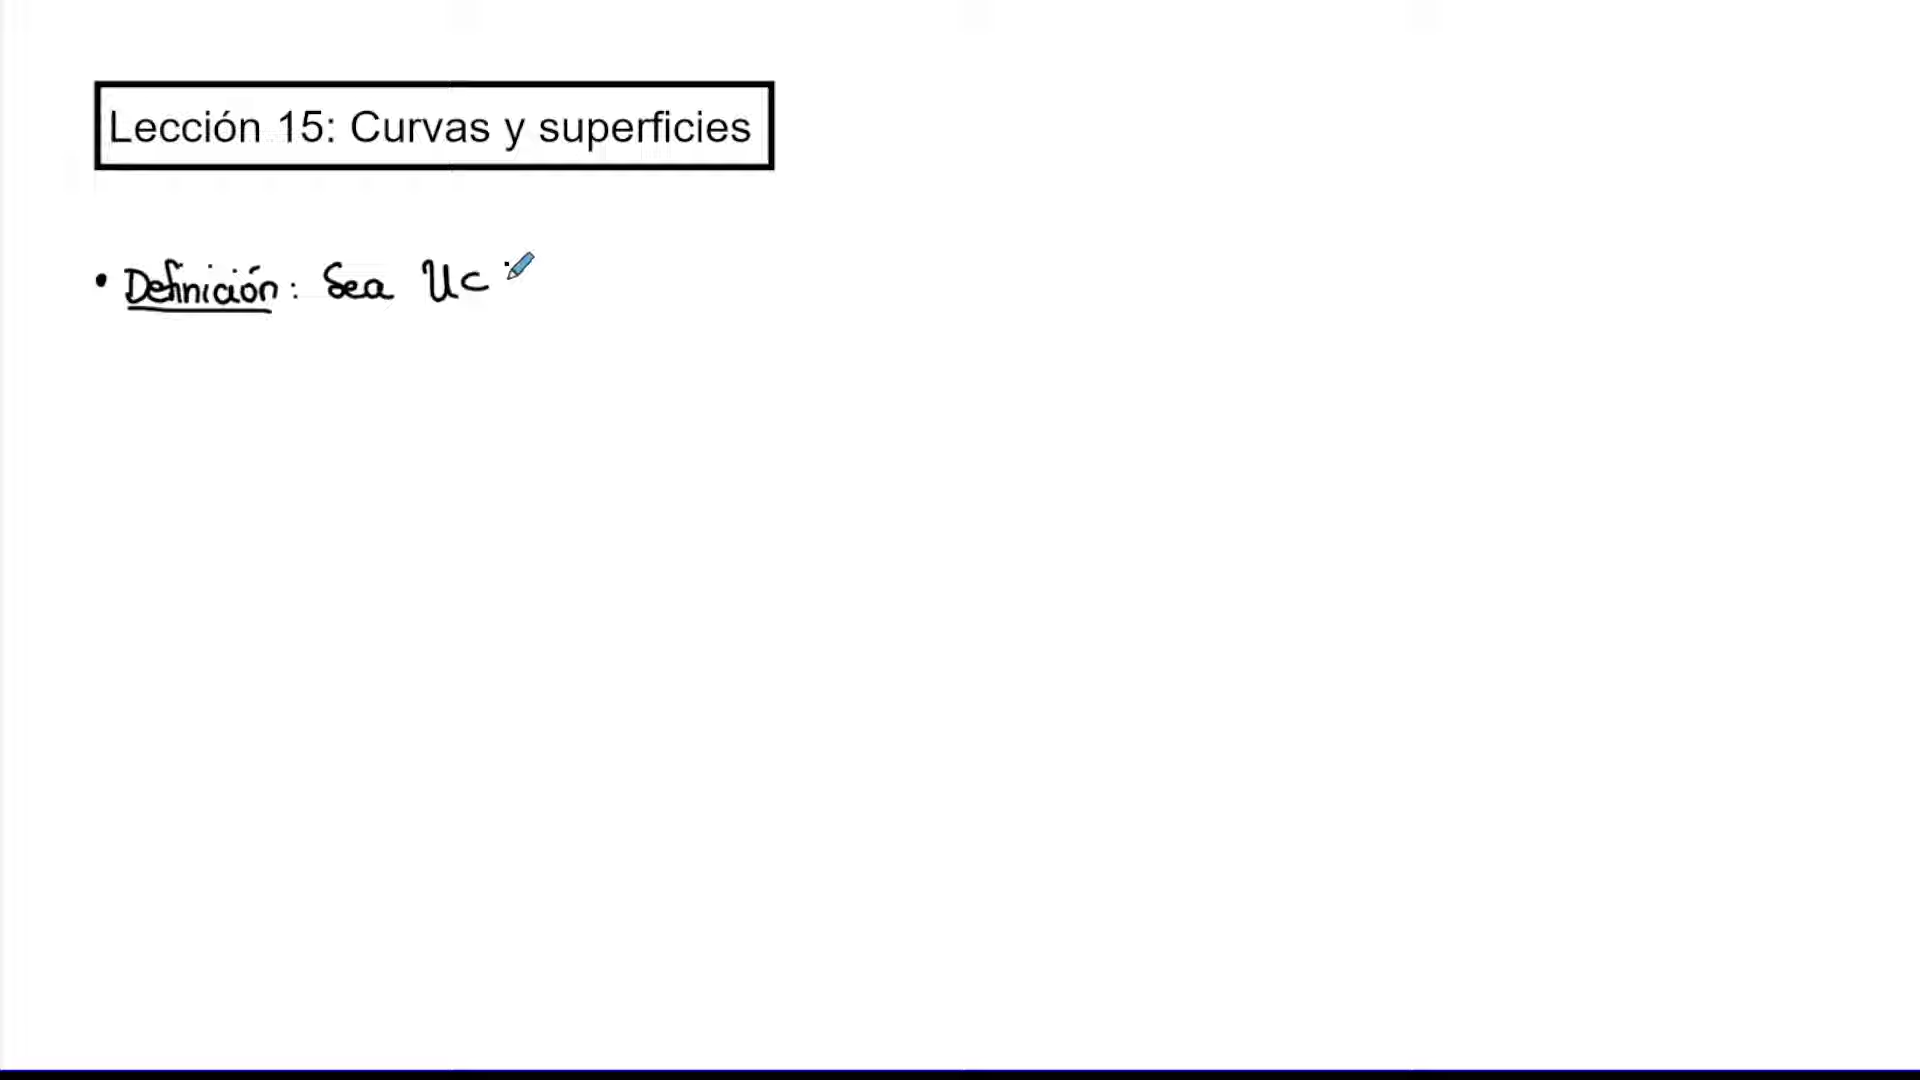 Lección 15: Curvas y superficies
• Definición: Sea U⊂